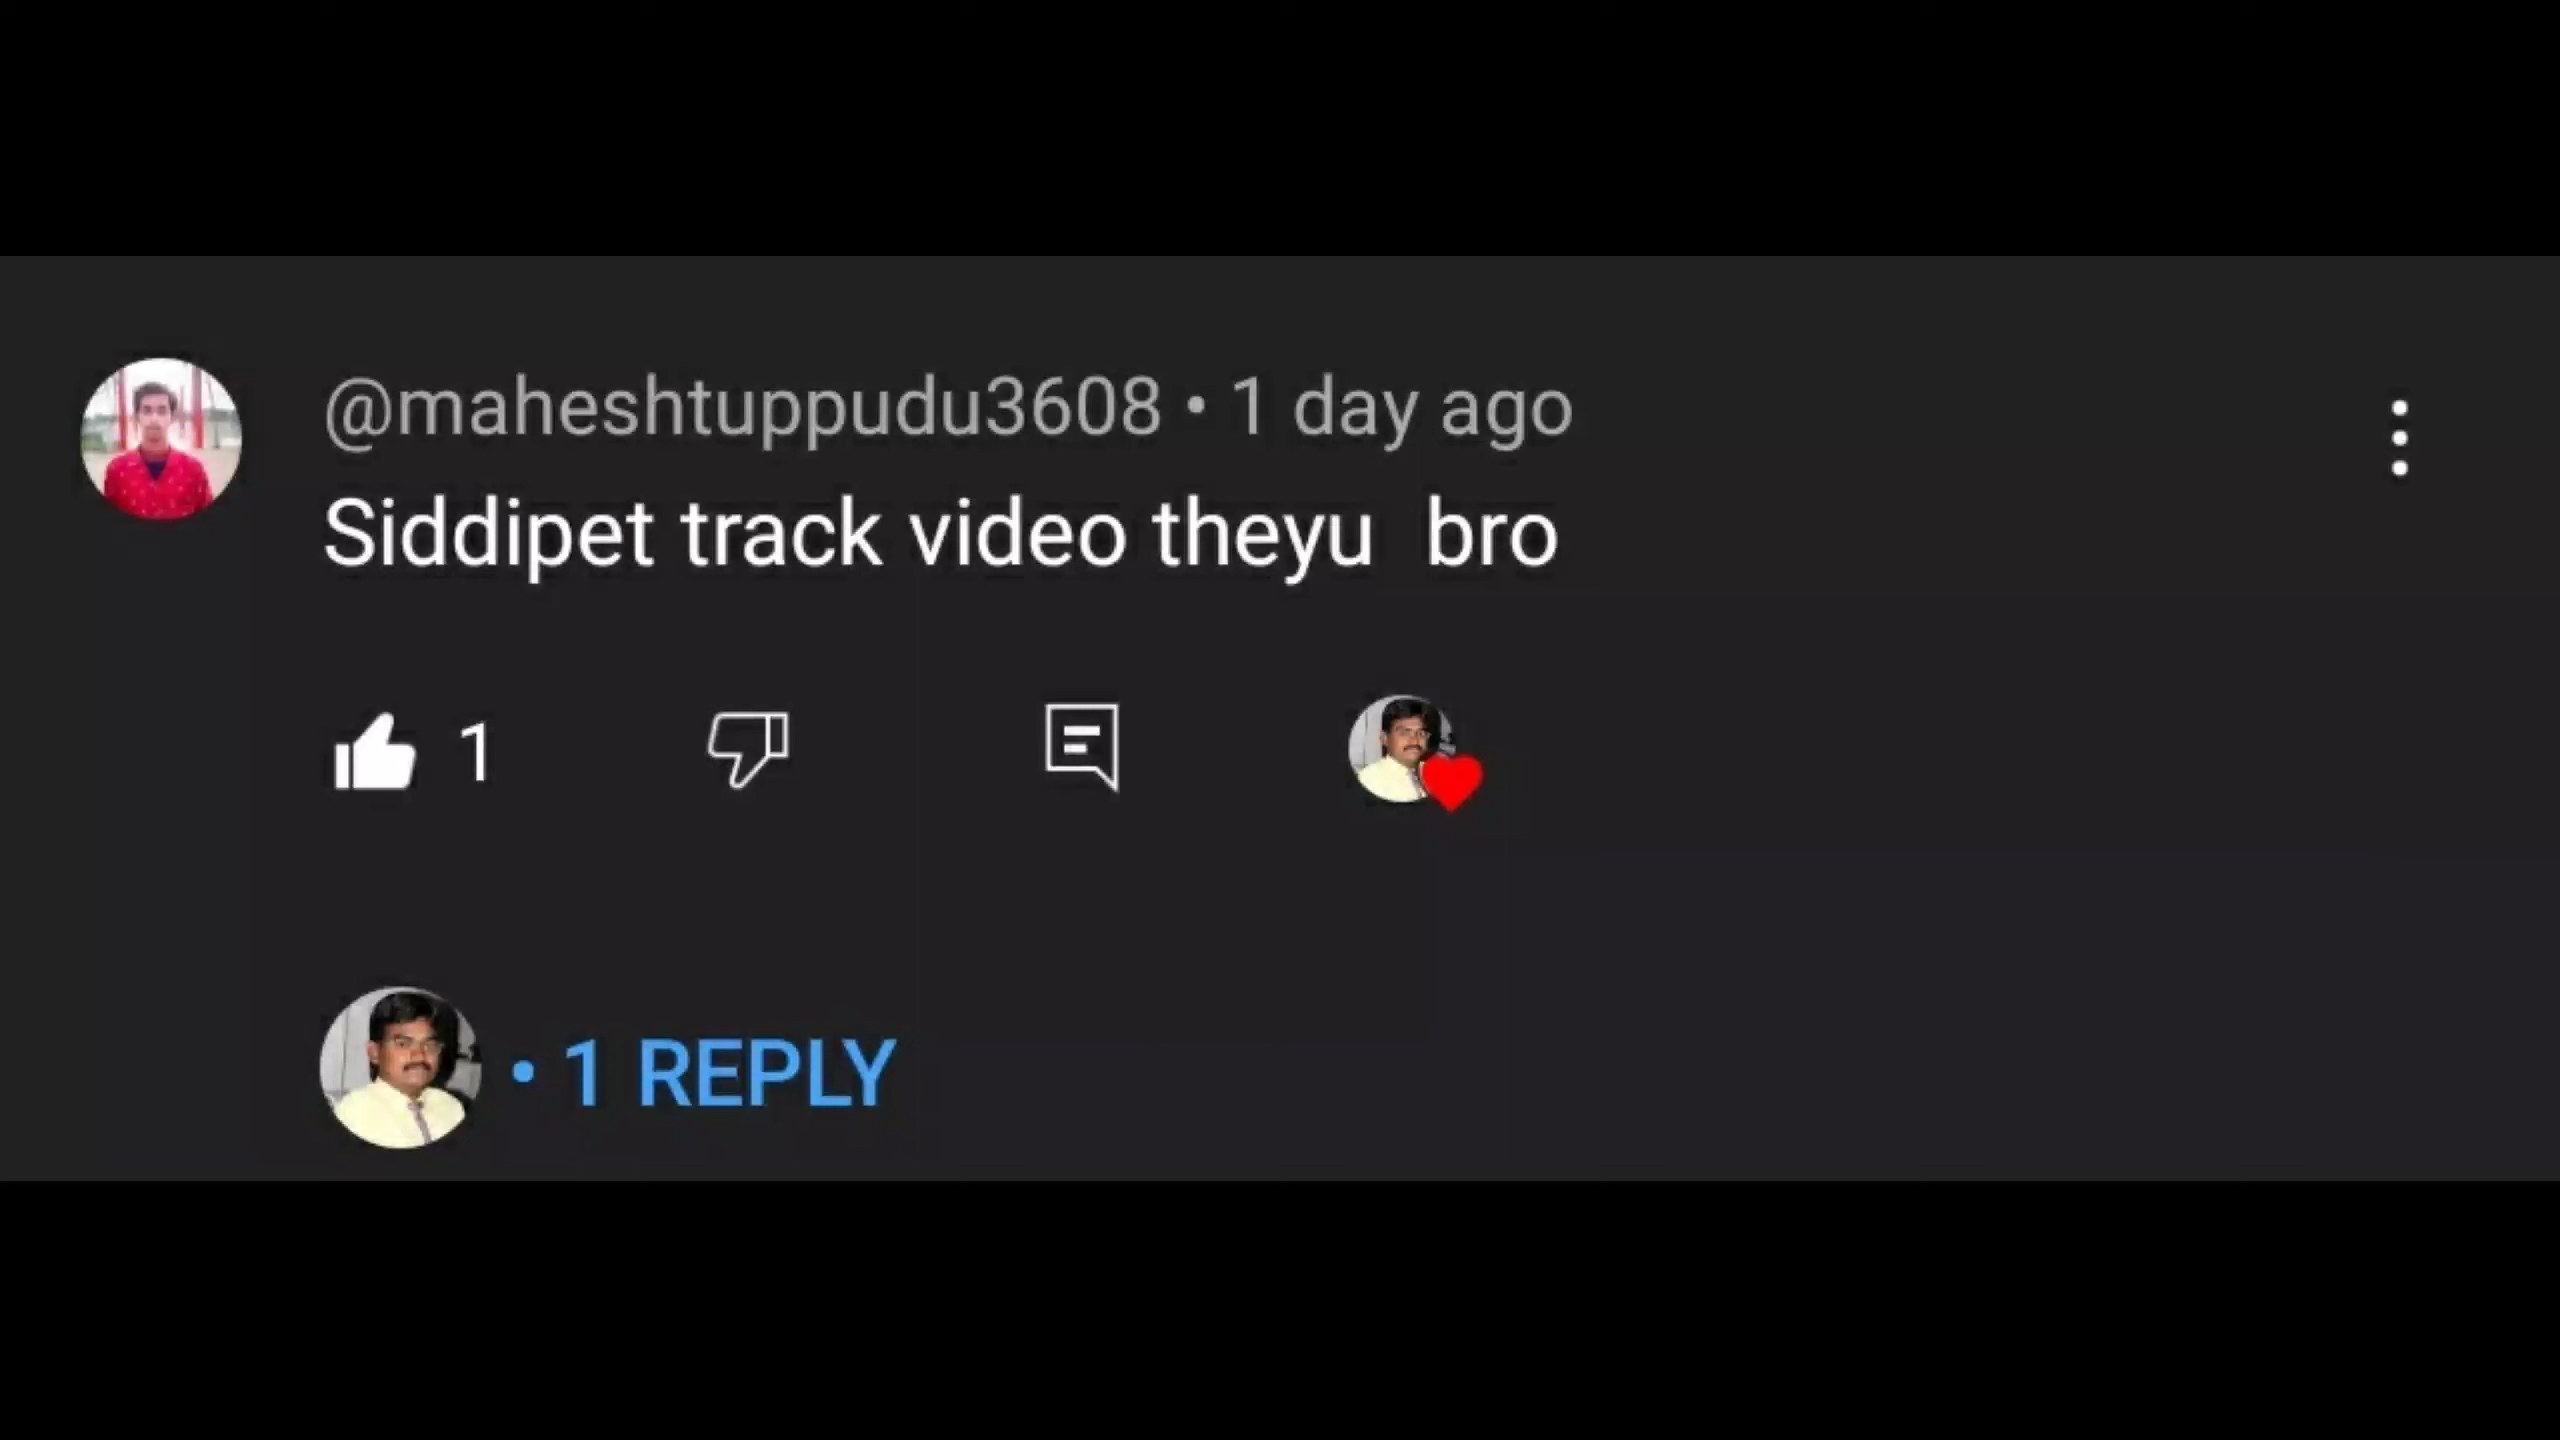 @maheshtuppudu3608 • 1 day ago
Siddipet track video theyu  bro
1
• 1 REPLY